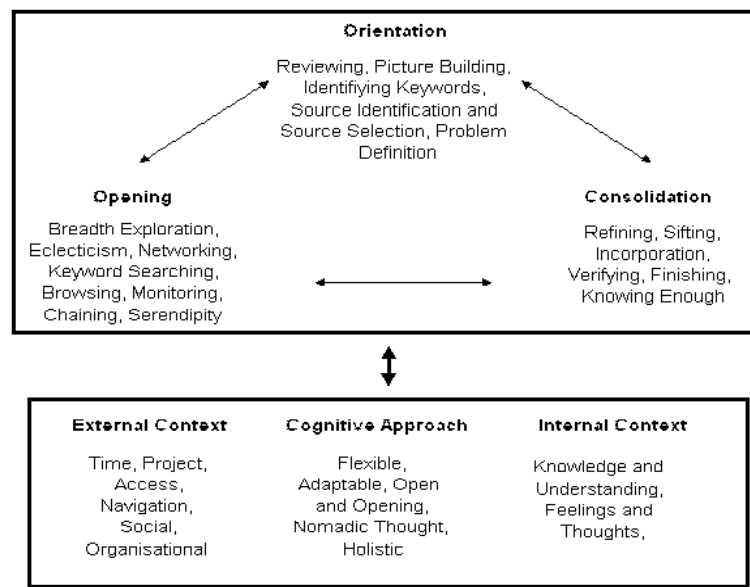 Orientation
Reviewing, Picture Building,
Identifiying Keywords,
Source Identification and
Source Selection, Problem
Definition
Opening
Breadth Exploration,
Eclecticism, Networking,
Keyword Searching,
Browsing, Monitoring,
Chaining, Serendipity
Consolidation
Refining, Sifting,
Incorporation,
Verifying, Finishing,
Knowing Enough
External Context
Time, Project,
Access,
Navigation,
Social,
Organisational
Cognitive Approach
Flexible,
Adaptable, Open
and Opening,
Nomadic Thought,
Holistic
Internal Context
Knowledge and
Understanding,
Feelings and
Thoughts,